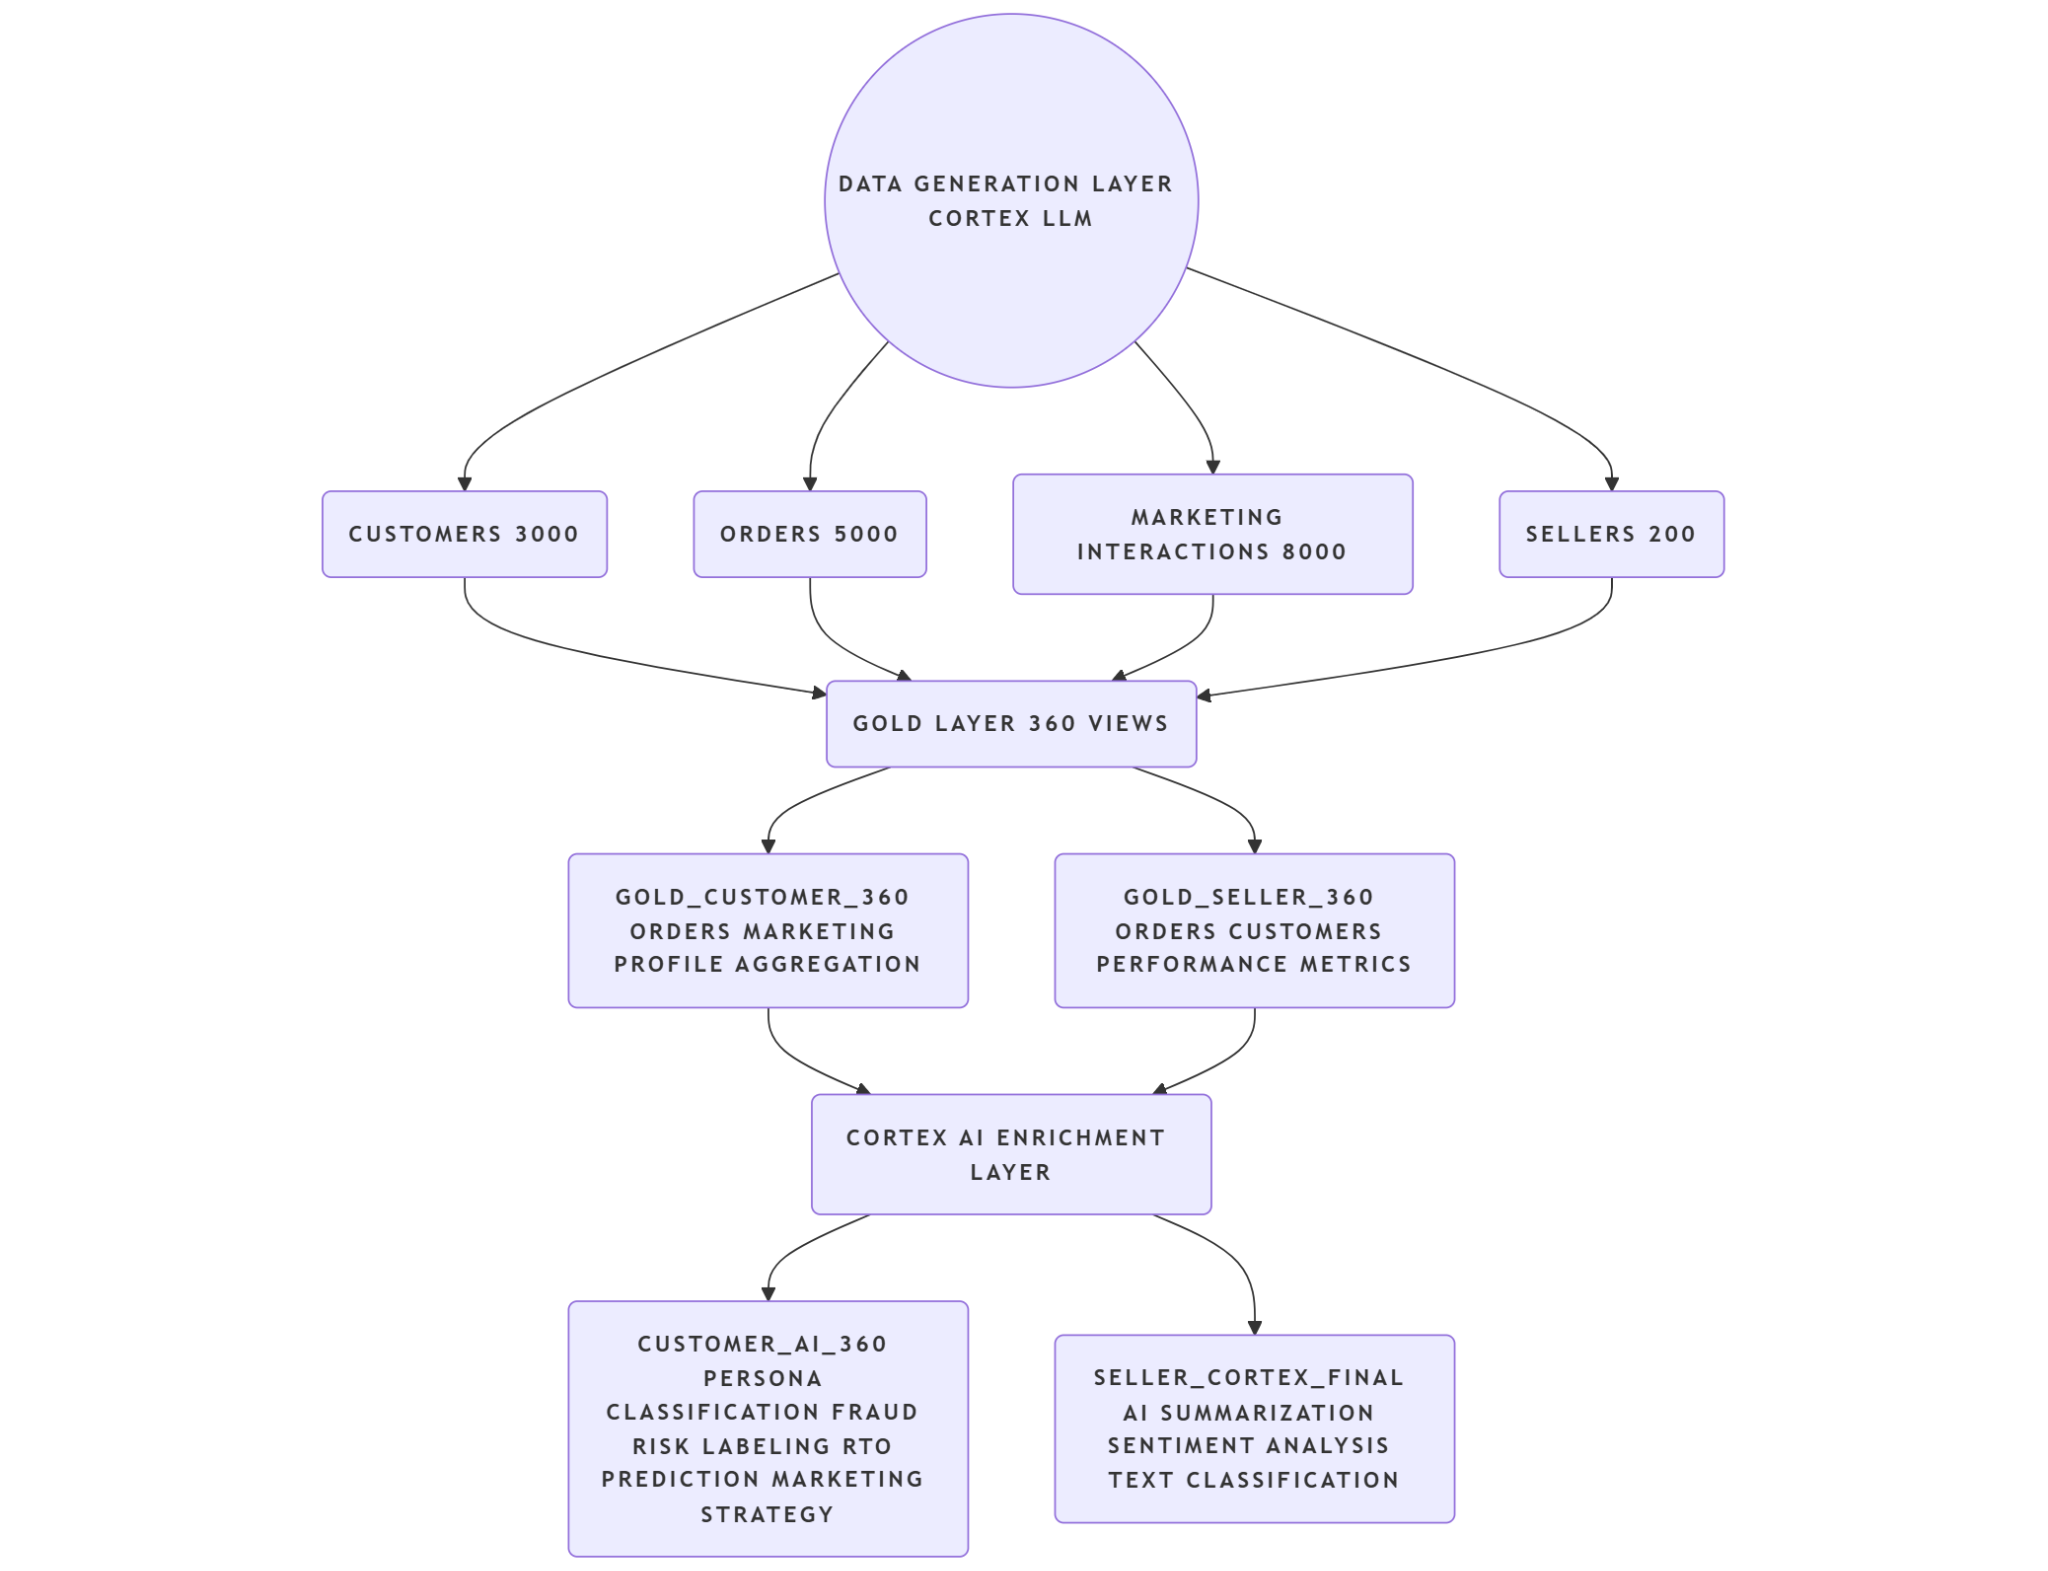 DATA GENERATION LAYER
CORTEX LLM
CUSTOMERS 3000
ORDERS 5000
MARKETING
INTERACTIONS 8000
SELLERS 200
GOLD LAYER 360 VIEWS
GOLD_CUSTOMER_360
ORDERS MARKETING
PROFILE AGGREGATION
GOLD_SELLER_360
ORDERS CUSTOMERS
PERFORMANCE METRICS
CORTEX AI ENRICHMENT
LAYER
CUSTOMER_AI_360
PERSONA
CLASSIFICATION FRAUD
RISK LABELING RTO
PREDICTION MARKETING
STRATEGY
SELLER_CORTEX_FINAL
AI SUMMARIZATION
SENTIMENT ANALYSIS
TEXT CLASSIFICATION